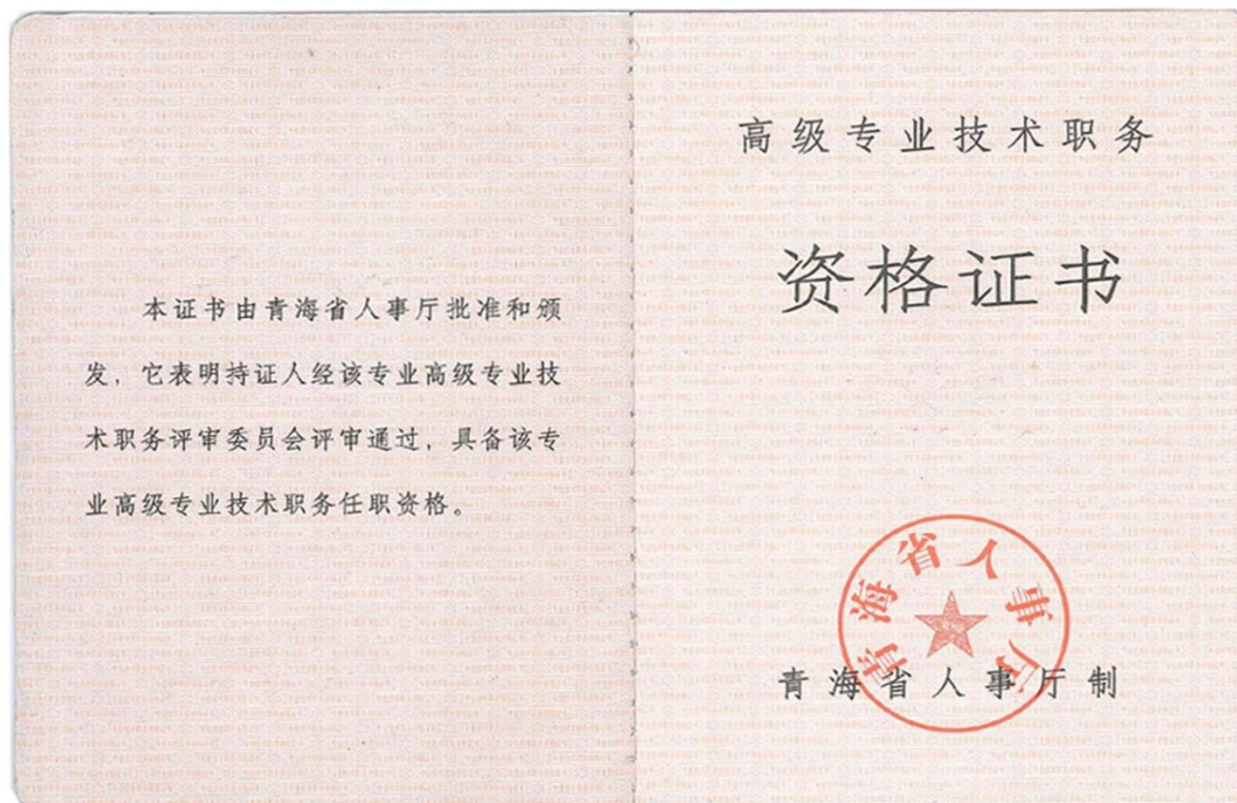 本证书由青海省人事厅批准和颁
发，它表明持证人经该专业高级专业技
术职务评审委员会评审通过，具备该专
业高级专业技术职务任职资格。
高级专业技术职务
资格证书
青海省人事厅
青海省人事厅制